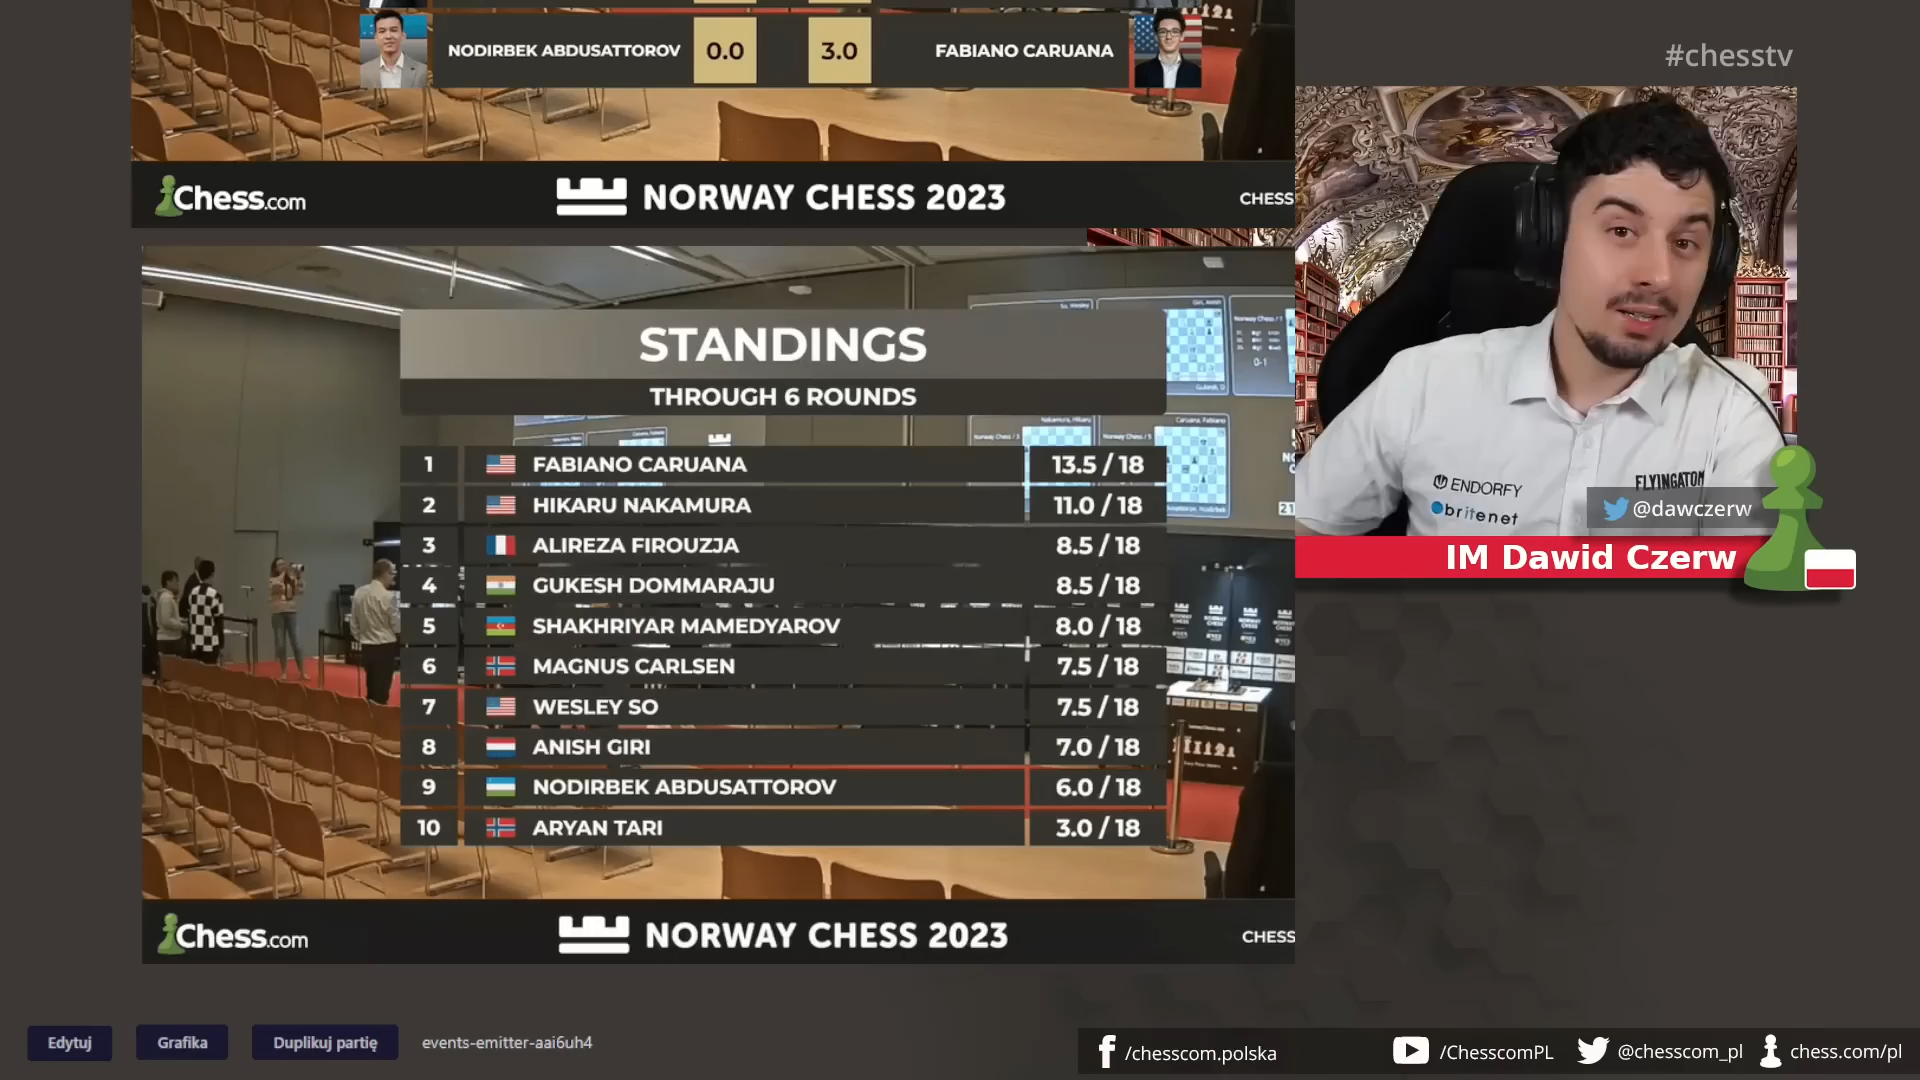 NODIRBEK ABDUSATTOROV 0.0 3.0 FABIANO CARUANA
#chesstv
Chess.com NORWAY CHESS 2023 CHESS
STANDINGS
THROUGH 6 ROUNDS
1 FABIANO CARUANA 13.5 / 18
2 HIKARU NAKAMURA 11.0 / 18
3 ALIREZA FIROUZJA 8.5 / 18
4 GUKESH DOMMARAJU 8.5 / 18
5 SHAKHRIYAR MAMEDYAROV 8.0 / 18
6 MAGNUS CARLSEN 7.5 / 18
7 WESLEY SO 7.5 / 18
8 ANISH GIRI 7.0 / 18
9 NODIRBEK ABDUSATTOROV 6.0 / 18
10 ARYAN TARI 3.0 / 18
Chess.com NORWAY CHESS 2023 CHESS
ENDORFY
britenet
FLYINGATOM
@dawczerw
IM Dawid Czerw
Edytuj Grafika Duplikuj partię events-emitter-aai6uh4
/chesscom.polska /ChesscomPL @chesscom_pl chess.com/pl